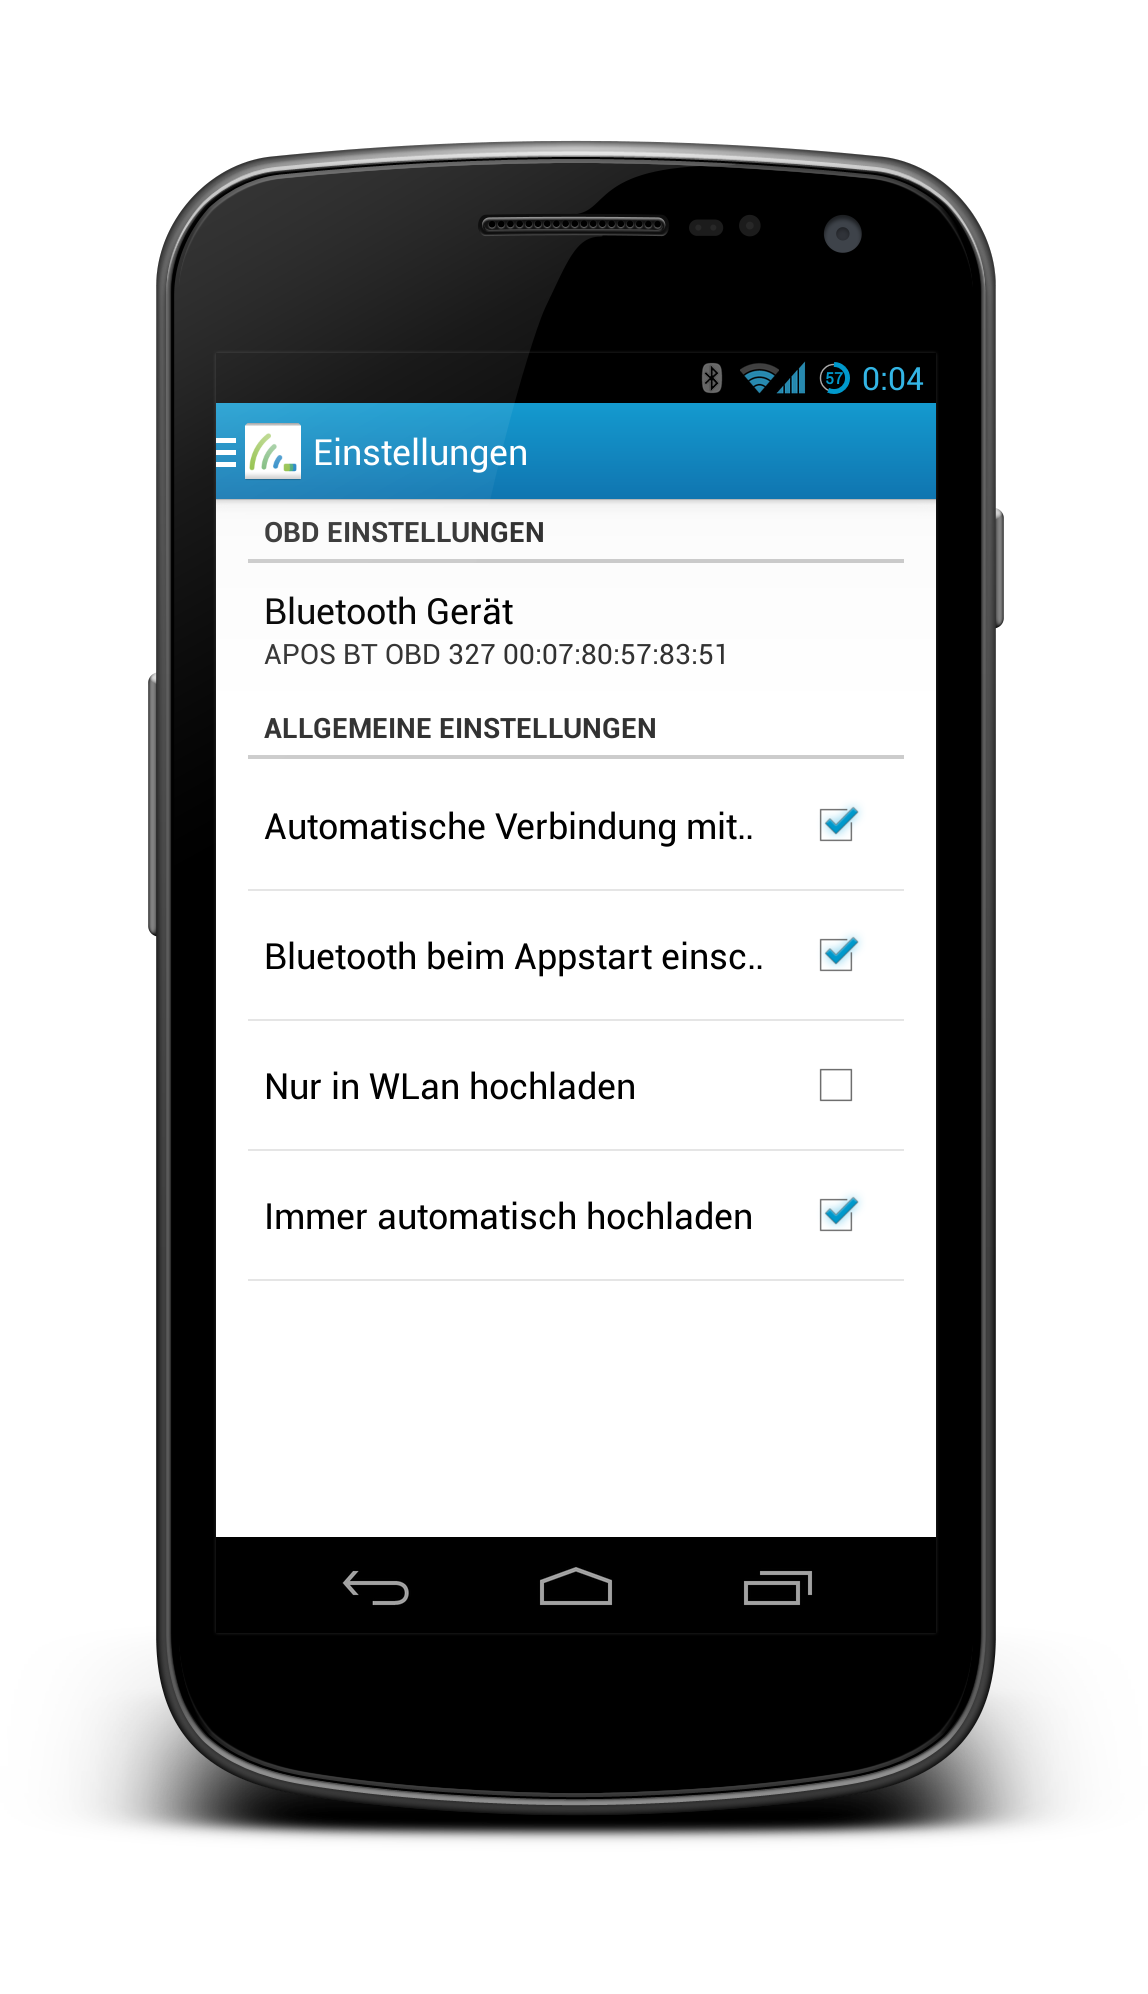 57 0:04
Einstellungen
OBD EINSTELLUNGEN
Bluetooth Gerät
APOS BT OBD 327 00:07:80:57:83:51
ALLGEMEINE EINSTELLUNGEN
Automatische Verbindung mit..
Bluetooth beim Appstart einsc..
Nur in WLan hochladen
Immer automatisch hochladen